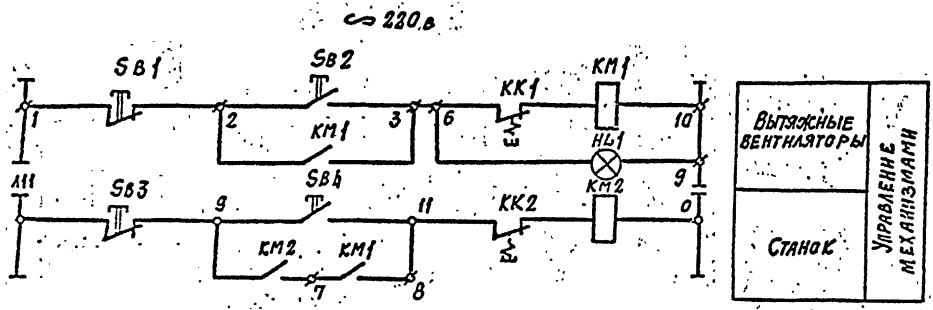 ~ 220 в
SB1
SB2
KK1
KM1
1
2
3
6
10
KM1
HL1
9
A11
SB3
SB4
KM2
9
11
KK2
0
KM2
KM1
7
8
ВЫТЯЖНЫЕ
ВЕНТИЛЯТОРЫ
СТАНОК
УПРАВЛЕНИЕ
МЕХАНИЗМАМИ